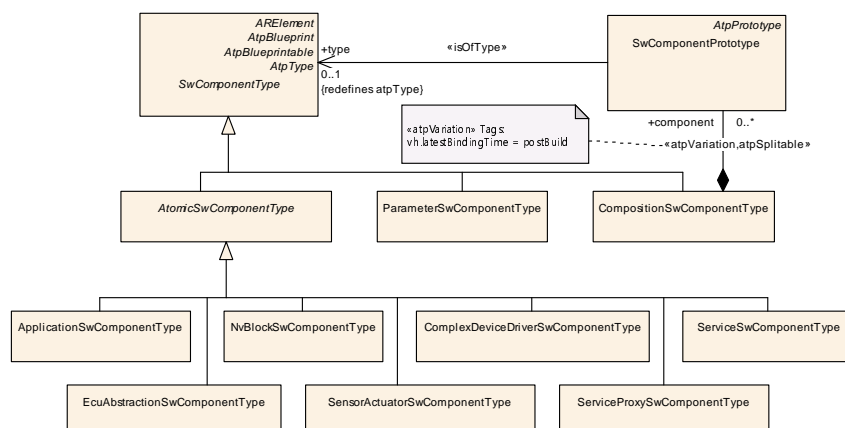 ARElement
AtpBlueprint
AtpBlueprintable
AtpType
SwComponentType
+type
0..1
{redefines atpType}
«isOfType»
AtpPrototype
SwComponentPrototype
«atpVariation» Tags:
vh.latestBindingTime = postBuild
+component 0..*
«atpVariation,atpSplitable»
AtomicSwComponentType
ParameterSwComponentType
CompositionSwComponentType
ApplicationSwComponentType
NvBlockSwComponentType
ComplexDeviceDriverSwComponentType
ServiceSwComponentType
EcuAbstractionSwComponentType
SensorActuatorSwComponentType
ServiceProxySwComponentType